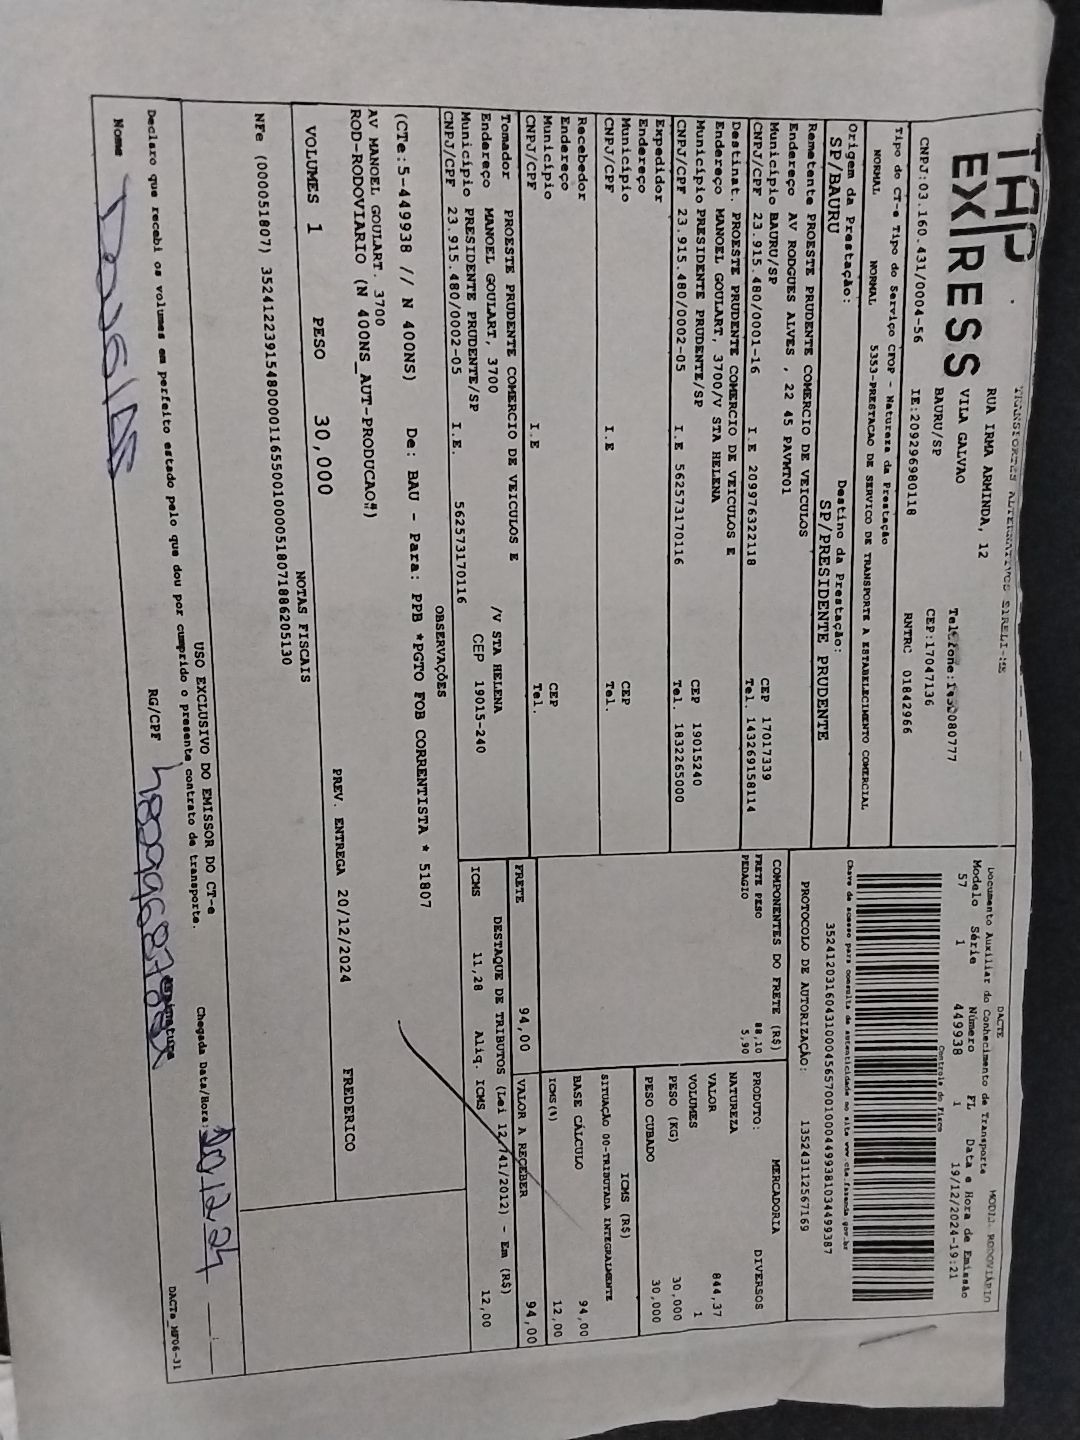 TAP
EXPRESS
TRANSPORTES ALTERNATIVOS EIRELI-ME
RUA IRMA ARMINDA, 12
VILA GALVAO
BAURU/SP
CEP:17047136
CNPJ:03.160.431/0004-56 IE:209296980118 RNTRC 01842966
Tipo do CT-e Tipo do Serviço CFOP - Natureza da Prestação
NORMAL NORMAL 5353-PRESTACAO DE SERVICO DE TRANSPORTE A ESTABELECIMENTO COMERCIAL
Origem da Prestação: Destino da Prestação:
SP/BAURU SP/PRESIDENTE PRUDENTE
DACTE
Documento Auxiliar do Conhecimento de Transporte
Modelo Série Número FL Data e Hora de Emissão
57 1 449938 1 19/12/2024-19:21
Controle do Fisco
Chave de acesso para consulta de autenticidade no site www.cte.fazenda.gov.br
PROTOCOLO DE AUTORIZAÇÃO: 135243112567169
Remetente PROESTE PRUDENTE COMERCIO DE VEICULOS
Endereço AV RODGUES ALVES , 22 45 PAVMT01
Município BAURU/SP CEP 17017339
CNPJ/CPF 23.915.480/0001-16 I.E 209976322118 Tel. 143269158114
Destinat. PROESTE PRUDENTE COMERCIO DE VEICULOS E
Endereço MANOEL GOULART, 3700/V STA HELENA
Município PRESIDENTE PRUDENTE/SP CEP 19015240
CNPJ/CPF 23.915.480/0002-05 I.E 562573170116 Tel. 1832265000
Expedidor
Endereço
Município CEP
CNPJ/CPF I.E Tel.
Recebedor
Endereço
Município CEP
CNPJ/CPF I.E Tel.
Tomador PROESTE PRUDENTE COMERCIO DE VEICULOS E
Endereço MANOEL GOULART, 3700 /V STA HELENA
Município PRESIDENTE PRUDENTE/SP CEP 19015-240
CNPJ/CPF 23.915.480/0002-05 I.E. 562573170116
COMPONENTES DO FRETE (R$)
FRETE PESO 88,10
PEDAGIO 5,90
FRETE 94,00
PRODUTO: MERCADORIA DIVERSOS
NATUREZA
VALOR 844,37
VOLUMES 1
PESO (KG) 30,000
PESO CUBADO 30,000
ICMS (R$)
SITUAÇÃO 00-TRIBUTADA INTEGRALMENTE
BASE CÁLCULO 94,00
ICMS (%) 12,00
VALOR A RECEBER 94,00
DESTAQUE DE TRIBUTOS (Lei 12.741/2012) - Em (R$)
ICMS 11,28 Aliq. ICMS 12,00
OBSERVAÇÕES
(CTe:5-449938 // N 400NS) De: BAU - Para: PPB *PGTO FOB CORRENTISTA * 51807
AV MANOEL GOULART. 3700
ROD-RODOVIARIO (N 400NS_AUT-PRODUCAO#)
VOLUMES 1 PESO 30,000 PREV. ENTREGA 20/12/2024 FREDERICO
NOTAS FISCAIS
NFe (000051807)
USO EXCLUSIVO DO EMISSOR DO CT-e
Declaro que recebi os volumes em perfeito estado pelo que dou por cumprido o presente contrato de transporte.
Chegada Data/Hora: 20/12/24
Nome Douglas RG/CPF Assinatura